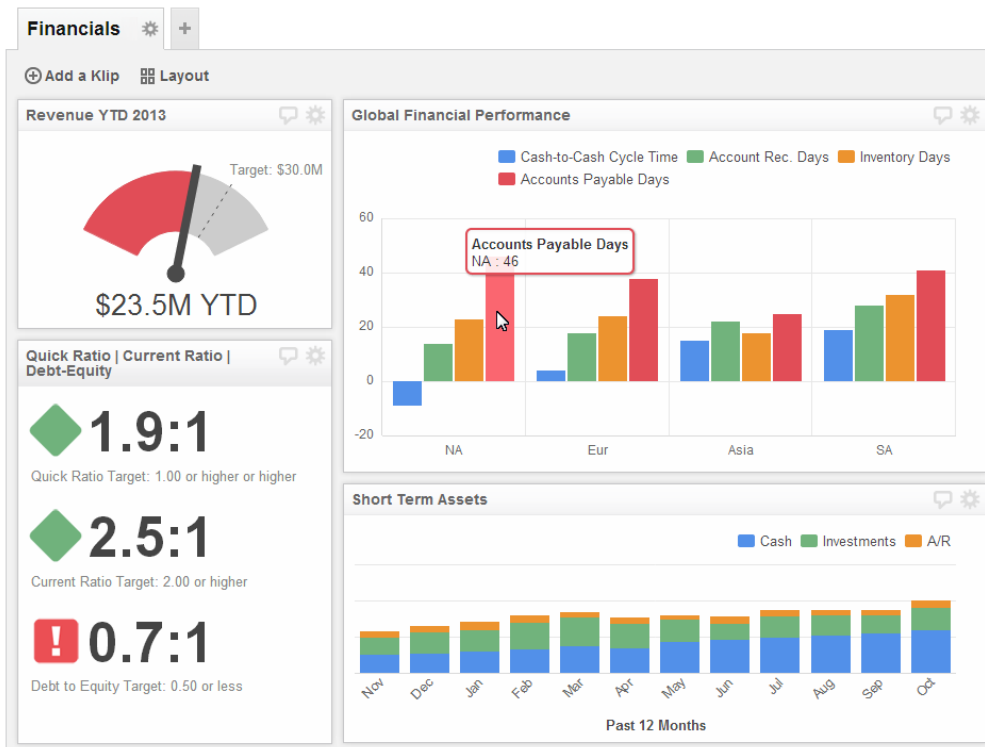 Financials
+
Add a Klip Layout
Revenue YTD 2013
Target: $30.0M
$23.5M YTD
Quick Ratio | Current Ratio |
Debt-Equity
1.9:1
Quick Ratio Target: 1.00 or higher or higher
2.5:1
Current Ratio Target: 2.00 or higher
!
0.7:1
Debt to Equity Target: 0.50 or less
Global Financial Performance
Cash-to-Cash Cycle Time Account Rec. Days Inventory Days
Accounts Payable Days
60
40
20
0
-20
Accounts Payable Days
NA : 46
NA Eur Asia SA
Short Term Assets
Cash Investments A/R
Nov Dec Jan Feb Mar Apr May Jun Jul Aug Sep Oct
Past 12 Months